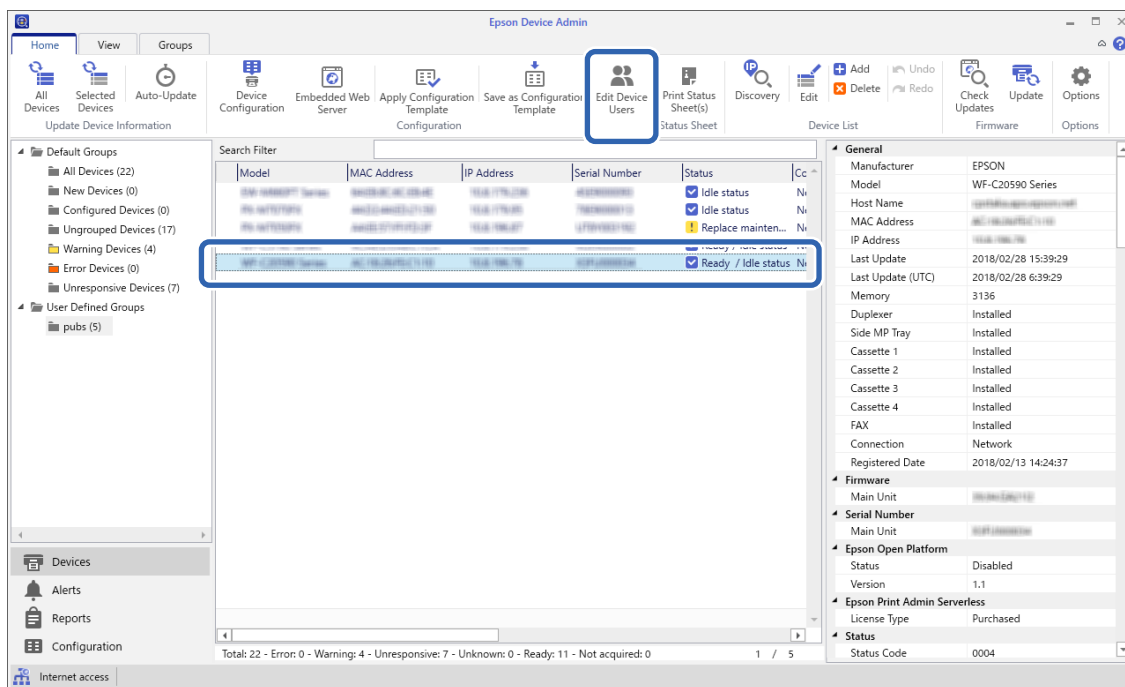 Epson Device Admin
Home View Groups
All Devices
Selected Devices
Auto-Update
Update Device Information
Device Configuration
Embedded Web Server
Apply Configuration Template
Save as Configuration Template
Configuration
Edit Device Users
Print Status Sheet(s)
Status Sheet
Discovery
Edit
Add
Delete
Undo
Redo
Device List
Check Updates
Update
Firmware
Options
Options
Default Groups
All Devices (22)
New Devices (0)
Configured Devices (0)
Ungrouped Devices (17)
Warning Devices (4)
Error Devices (0)
Unresponsive Devices (7)
User Defined Groups
pubs (5)
Devices
Alerts
Reports
Configuration
Internet access
Search Filter
Model MAC Address IP Address Serial Number Status
Idle status
Idle status
Replace mainten...
Ready / Idle status
Ready / Idle status
Total: 22 - Error: 0 - Warning: 4 - Unresponsive: 7 - Unknown: 0 - Ready: 11 - Not acquired: 0 1 / 5
General
Manufacturer EPSON
Model WF-C20590 Series
Host Name
MAC Address
IP Address
Last Update 2018/02/28 15:39:29
Last Update (UTC) 2018/02/28 6:39:29
Memory 3136
Duplexer Installed
Side MP Tray Installed
Cassette 1 Installed
Cassette 2 Installed
Cassette 3 Installed
Cassette 4 Installed
FAX Installed
Connection Network
Registered Date 2018/02/13 14:24:37
Firmware
Main Unit
Serial Number
Main Unit
Epson Open Platform
Status Disabled
Version 1.1
Epson Print Admin Serverless
License Type Purchased
Status
Status Code 0004